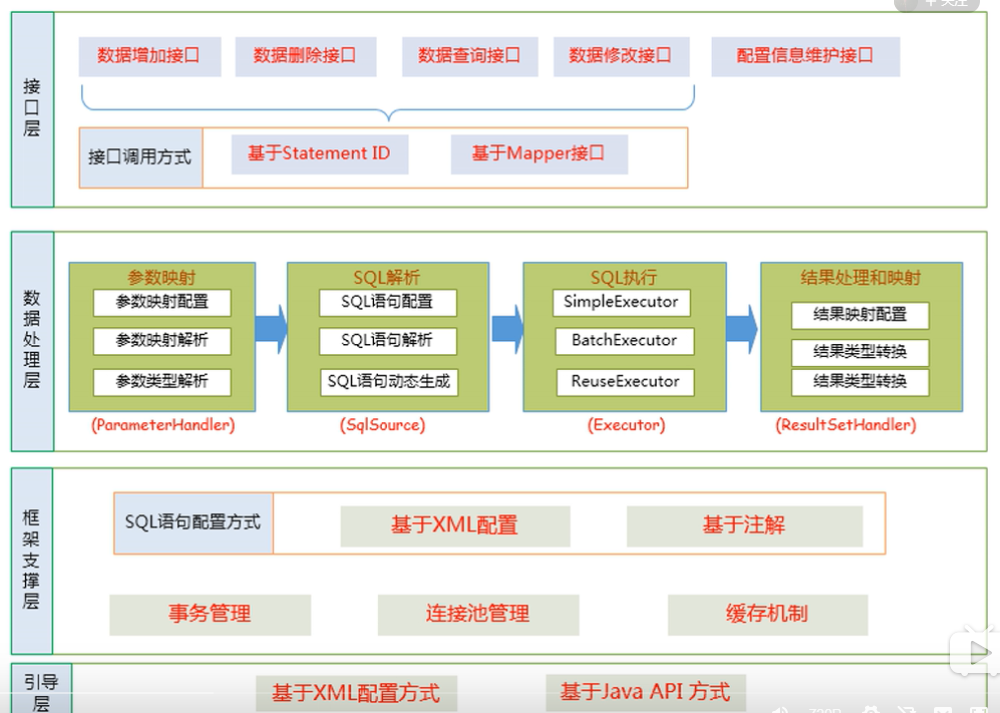 + 关注
接口层
数据增加接口
数据删除接口
数据查询接口
数据修改接口
配置信息维护接口
接口调用方式
基于Statement ID
基于Mapper接口
数据处理层
参数映射
参数映射配置
参数映射解析
参数类型解析
(ParameterHandler)
SQL解析
SQL语句配置
SQL语句解析
SQL语句动态生成
(SqlSource)
SQL执行
SimpleExecutor
BatchExecutor
ReuseExecutor
(Executor)
结果处理和映射
结果映射配置
结果类型转换
结果类型转换
(ResultSetHandler)
框架支撑层
SQL语句配置方式
基于XML配置
基于注解
事务管理
连接池管理
缓存机制
引导
层
基于XML配置方式
基于Java API 方式